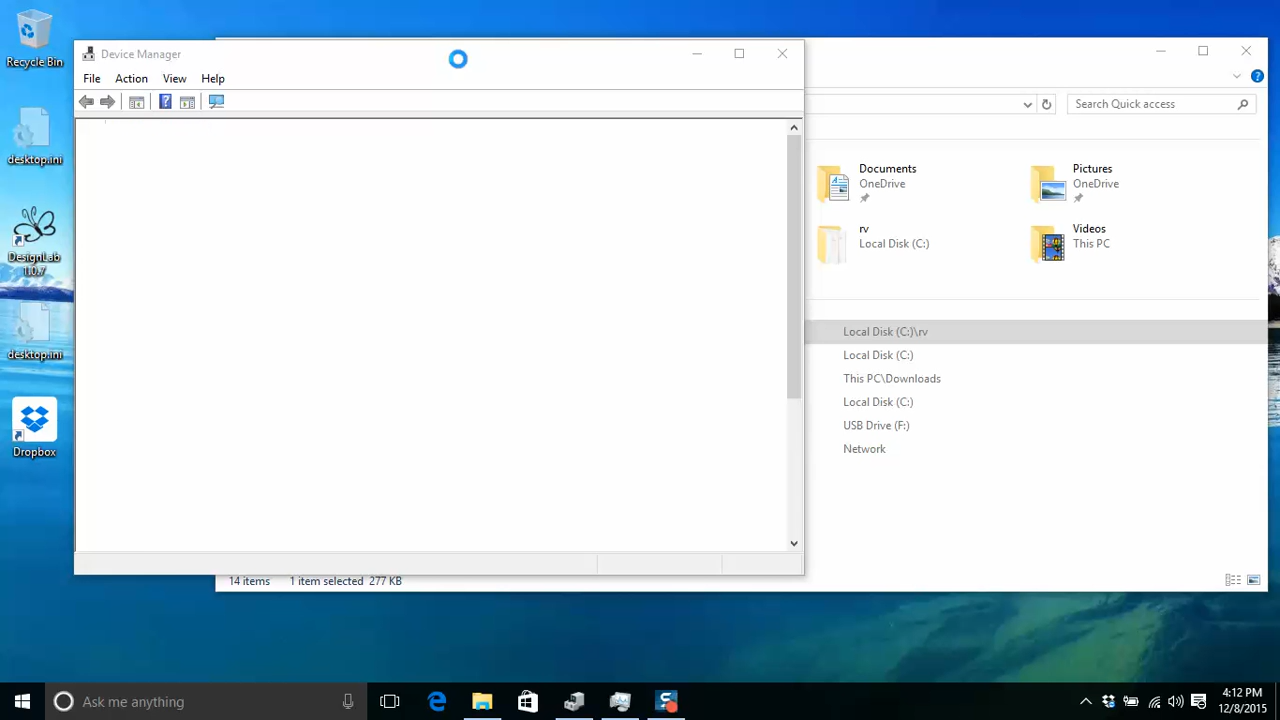 Recycle Bin
desktop.ini
DesignLab
1.0.7
desktop.ini
Dropbox
Device Manager
File Action View Help
Search Quick access
Documents
OneDrive
Pictures
OneDrive
rv
Local Disk (C:)
Videos
This PC
Local Disk (C:)\rv
Local Disk (C:)
This PC\Downloads
Local Disk (C:)
USB Drive (F:)
Network
14 items 1 item selected 277 KB
Ask me anything
4:12 PM
12/8/2015